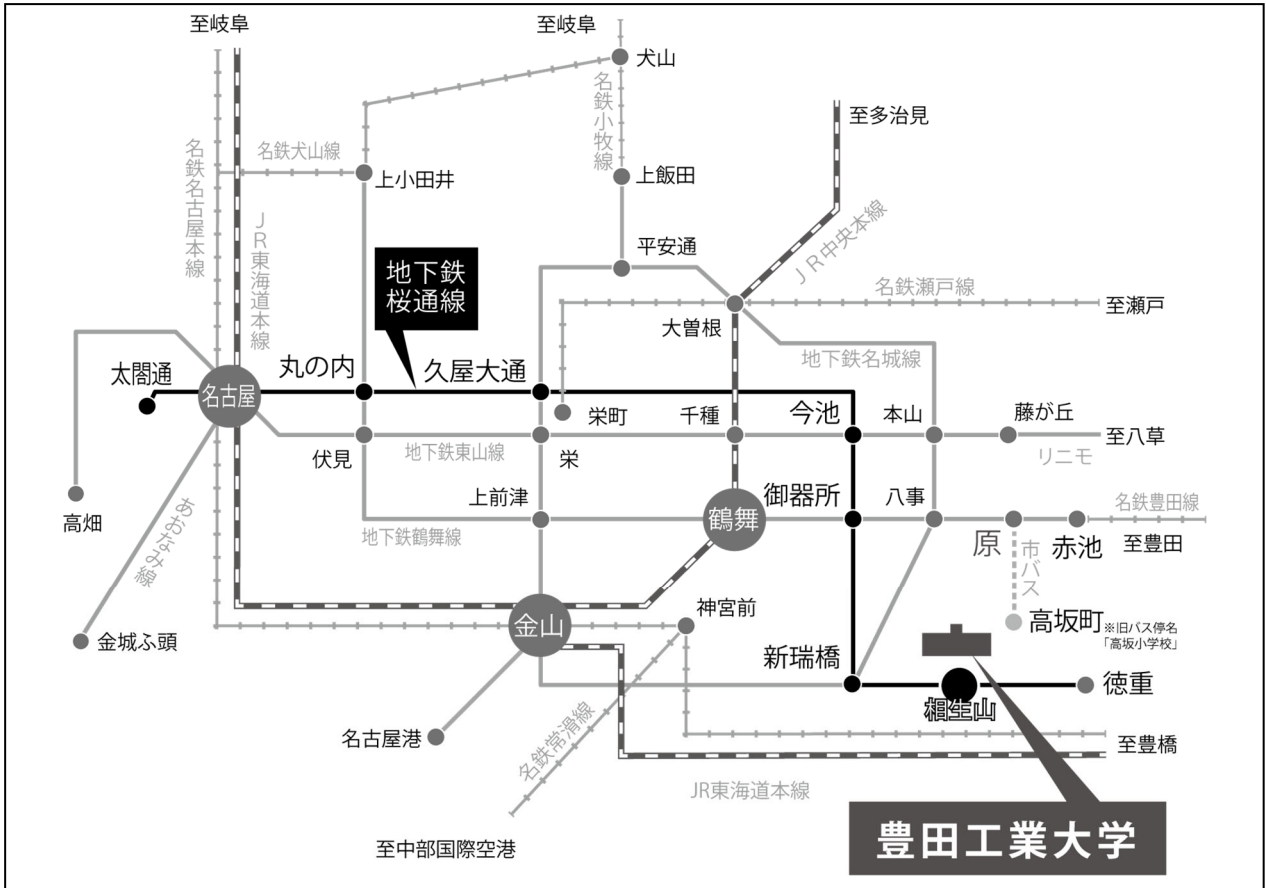 至岐阜
至岐阜
犬山
名鉄小牧線
至多治見
名鉄犬山線
名鉄名古屋本線
上小田井
上飯田
JR東海道本線
JR中央本線
平安通
地下鉄
桜通線
名鉄瀬戸線
至瀬戸
大曽根
地下鉄名城線
太閤通
名古屋
丸の内
久屋大通
栄町
千種
今池
本山
藤が丘
至八草
リニモ
伏見
地下鉄東山線
栄
上前津
御器所
八事
名鉄豊田線
高畑
あおなみ線
地下鉄鶴舞線
鶴舞
原
赤池
至豊田
市バス
金城ふ頭
金山
神宮前
高坂町
※旧バス停名
「高坂小学校」
新瑞橋
相生山
徳重
名古屋港
名鉄常滑線
至豊橋
JR東海道本線
至中部国際空港
豊田工業大学